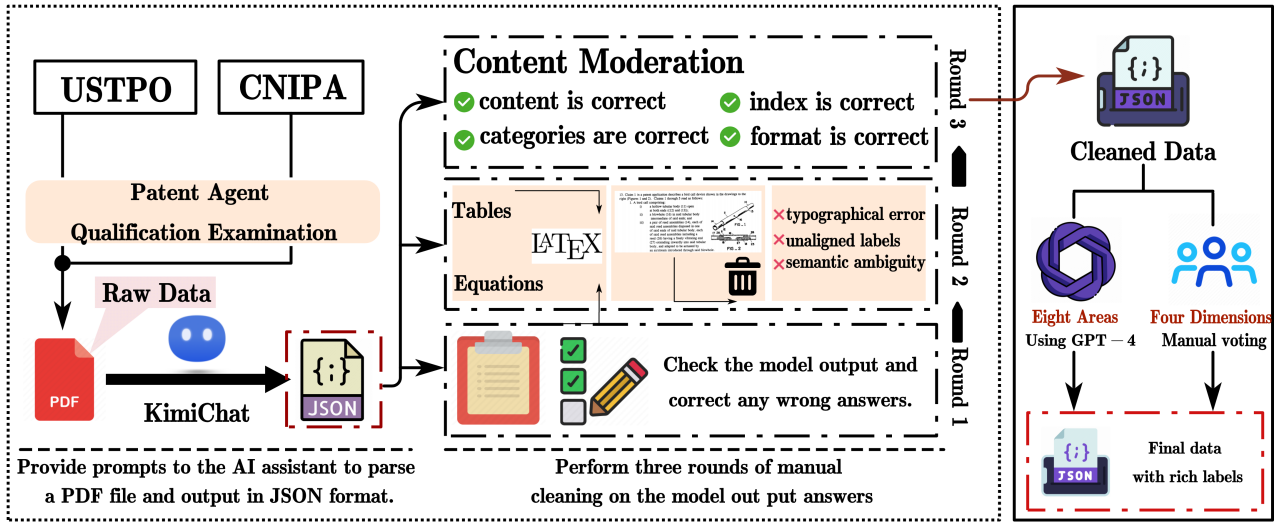 USTPO
CNIPA
Patent Agent
Qualification Examination
Raw Data
PDF
KimiChat
{;}
JSON
Provide prompts to the AI assistant to parse
a PDF file and output in JSON format.
Content Moderation
content is correct
index is correct
categories are correct
format is correct
Round 3
Tables
LATEX
Equations
FIG_1
FIG_2
typographical error
unaligned labels
semantic ambiguity
Round 2
Check the model output and
correct any wrong answers.
Round 1
Perform three rounds of manual
cleaning on the model out put answers
{;}
JSON
Cleaned Data
Eight Areas
Using GPT − 4
Four Dimensions
Manual voting
{;}
JSON
Final data
with rich labels